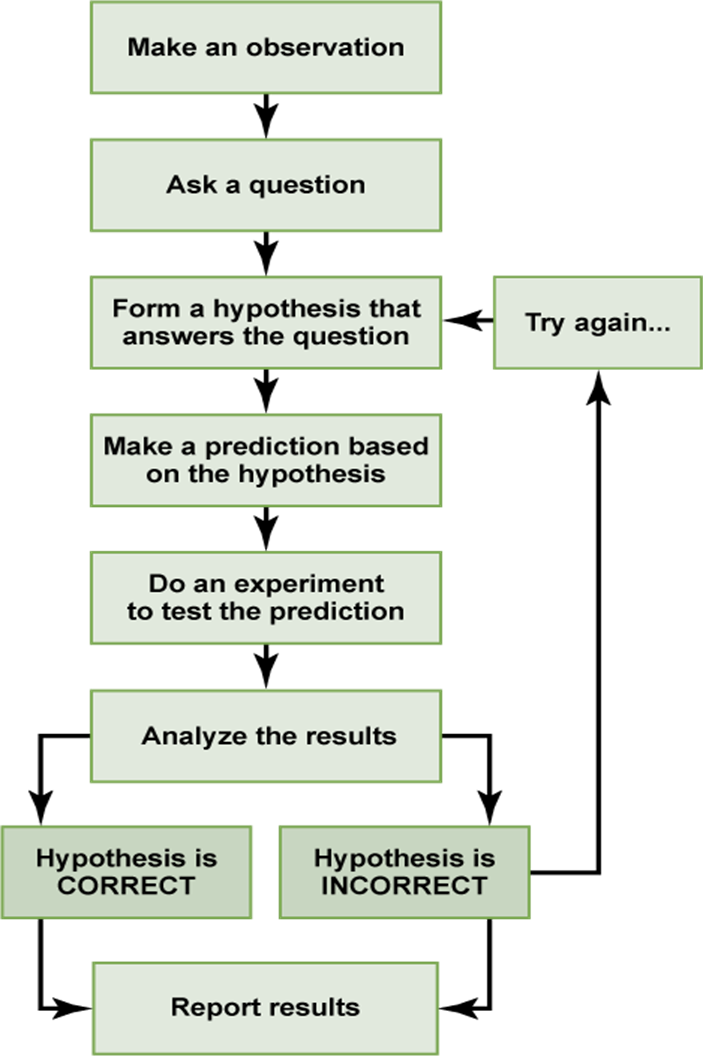 Make an observation
Ask a question
Form a hypothesis that
answers the question
Try again...
Make a prediction based
on the hypothesis
Do an experiment
to test the prediction
Analyze the results
Hypothesis is
CORRECT
Hypothesis is
INCORRECT
Report results